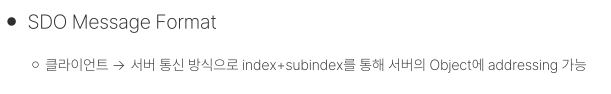 ● SDO Message Format
○ 클라이언트 → 서버 통신 방식으로 index+subindex를 통해 서버의 Object에 addressing 가능